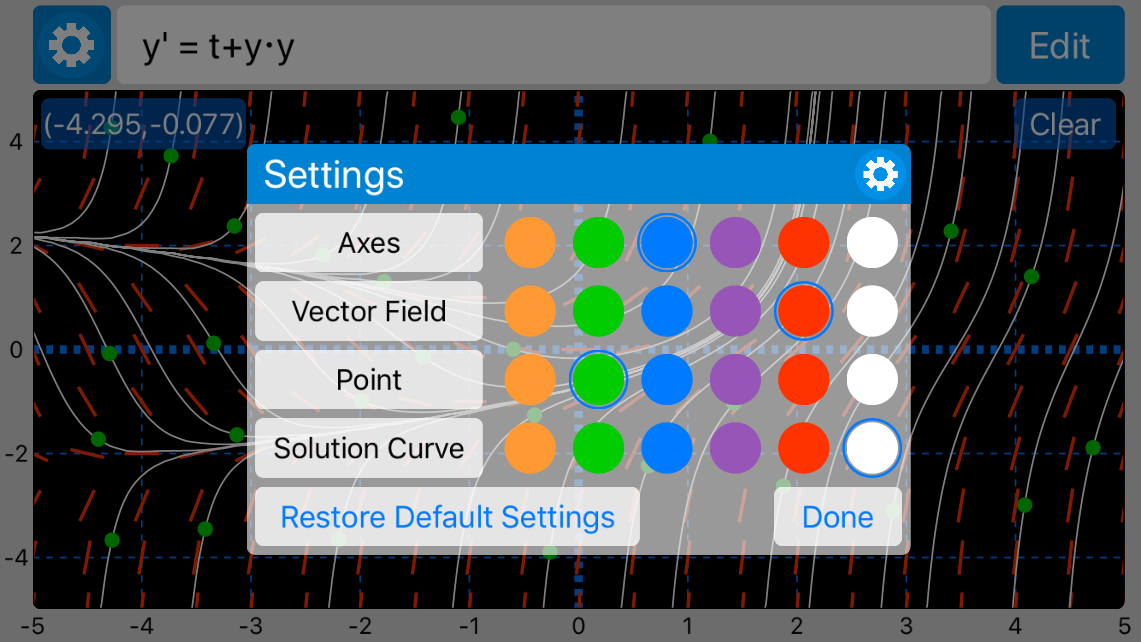 y' = t+y·y
Edit
(-4.295,-0.077)
Clear
Settings
Axes
Vector Field
Point
Solution Curve
Restore Default Settings
Done
4
2
0
-2
-4
-5 -4 -3 -2 -1 0 1 2 3 4 5